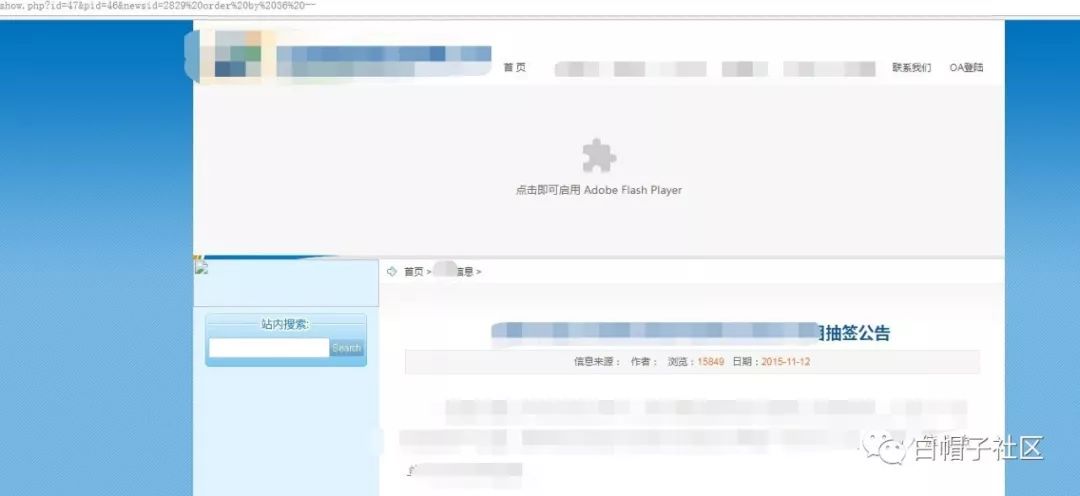 show.php?id=47&pid=46&newsid=2829%20order%20by%2036%20--
首 页
联系我们 OA登陆
点击即可启用 Adobe Flash Player
首页 > 信息 >
站内搜索:
Search
目抽签公告
信息来源： 作者： 浏览：15849 日期：2015-11-12
白帽子社区